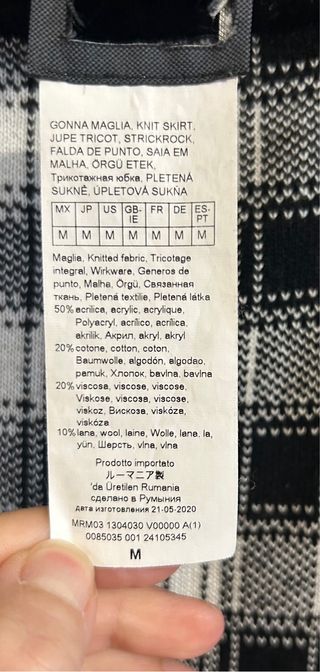 GONNA MAGLIA, KNIT SKIRT,
JUPE TRICOT, STRICKROCK,
FALDA DE PUNTO, SAIA EM
MALHA, ÖRGÜ ETEK,
Трикотажная юбка, PLETENÁ
SUKNĚ, ÚPLETOVÁ SUKŇA
MX JP US GB-IE FR DE ES-PT
M M M M M M M
Maglia, Knitted fabric, Tricotage
integral, Wirkware, Generos de
punto, Malha, Örgü, Связанная
ткань, Pletená textilie, Pletená látka
50% acrilica, acrylic, acrylique,
Polyacryl, acrílico, acrílica,
akrilik, Акрил, akryl, akryl
20% cotone, cotton, coton,
Baumwolle, algodón, algodao,
pamuk, Хлопок, bavlna, bavlna
20% viscosa, viscose, viscose,
Viskose, viscosa, viscose,
viskoz, Вискоза, viskóza,
viskóza
10% lana, wool, laine, Wolle, lana, la,
yün, Шерсть, vlna, vlna
Prodotto importato
ルーマニア製
'da Üretilen Rumania
сделано в Румыния
дата изготовления 21-05-2020
MRM03 1304030 V00000 A(1)
0085035 001 24105345
M